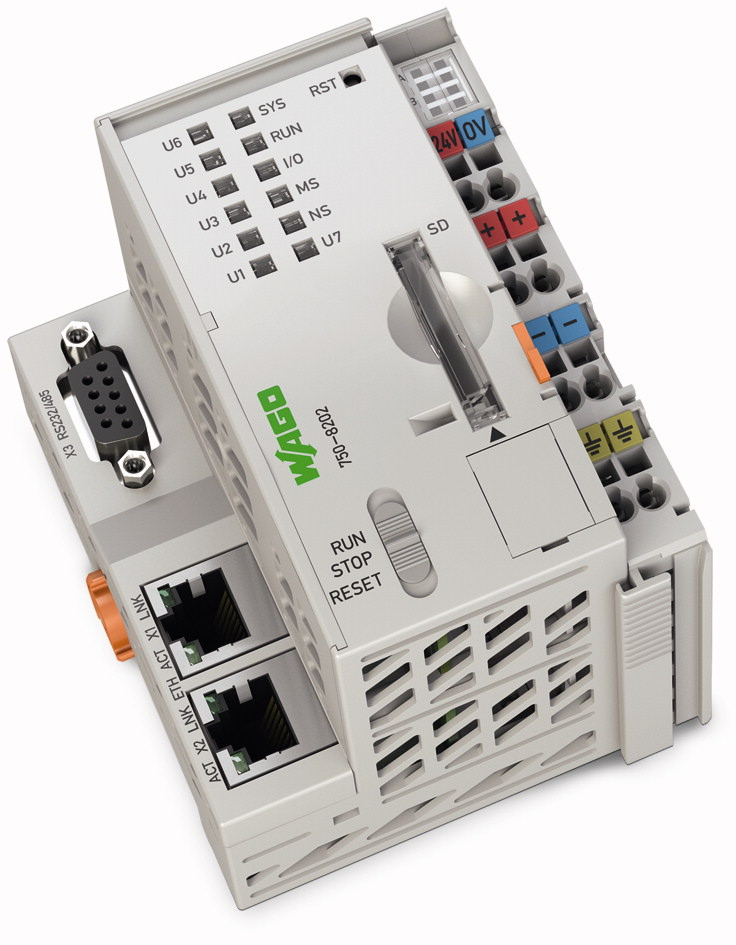 RST
SYS
RUN
I/O
MS
NS
U7
U6
U5
U4
U3
U2
U1
A
B
24V
0V
+
+
−
−
SD
X3 RS232/485
WAGO
750-8202
RUN
STOP
RESET
ACT X1 LNK
ACT X2 LNK ETH